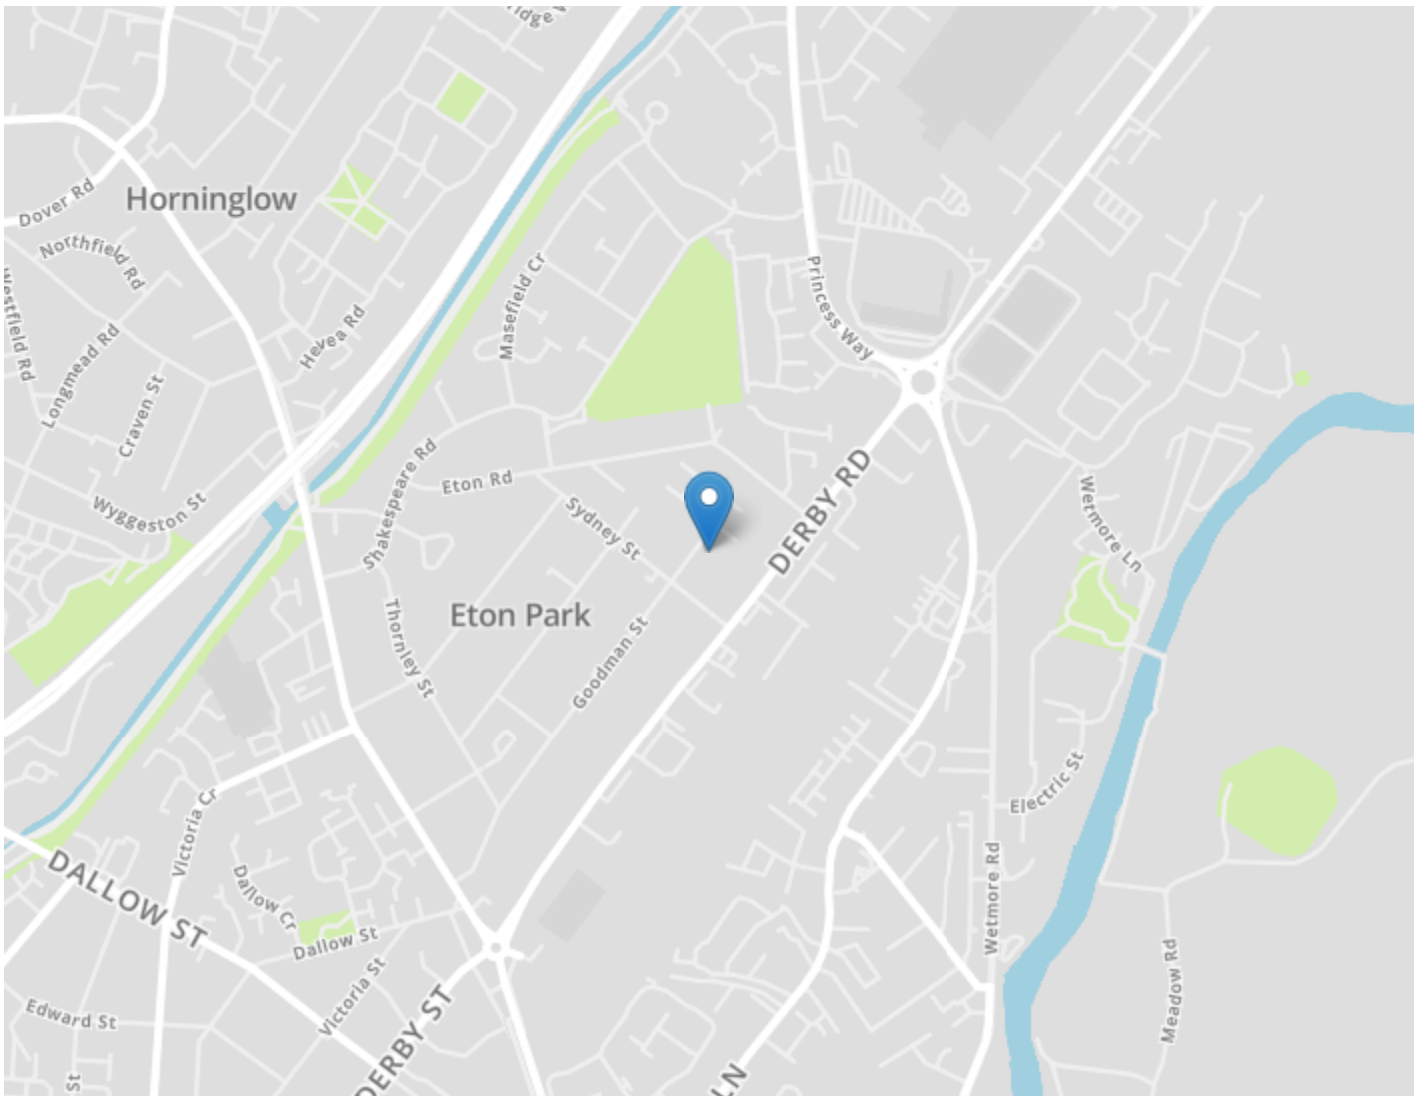 Horninglow
Dover Rd
Northfield Rd
Westfield Rd
Longmead Rd
Craven St
Hevea Rd
Masefield Cr
Princess Way
Wyggeston St
Shakespeare Rd
Eton Rd
Sydney St
DERBY RD
Wetmore Ln
Eton Park
Thornley St
Goodman St
Victoria Cr
Electric St
DALLOW ST
Dallow Cr
Dallow St
Wetmore Rd
Victoria St
Meadow Rd
Edward St
DERBY ST
St
LN